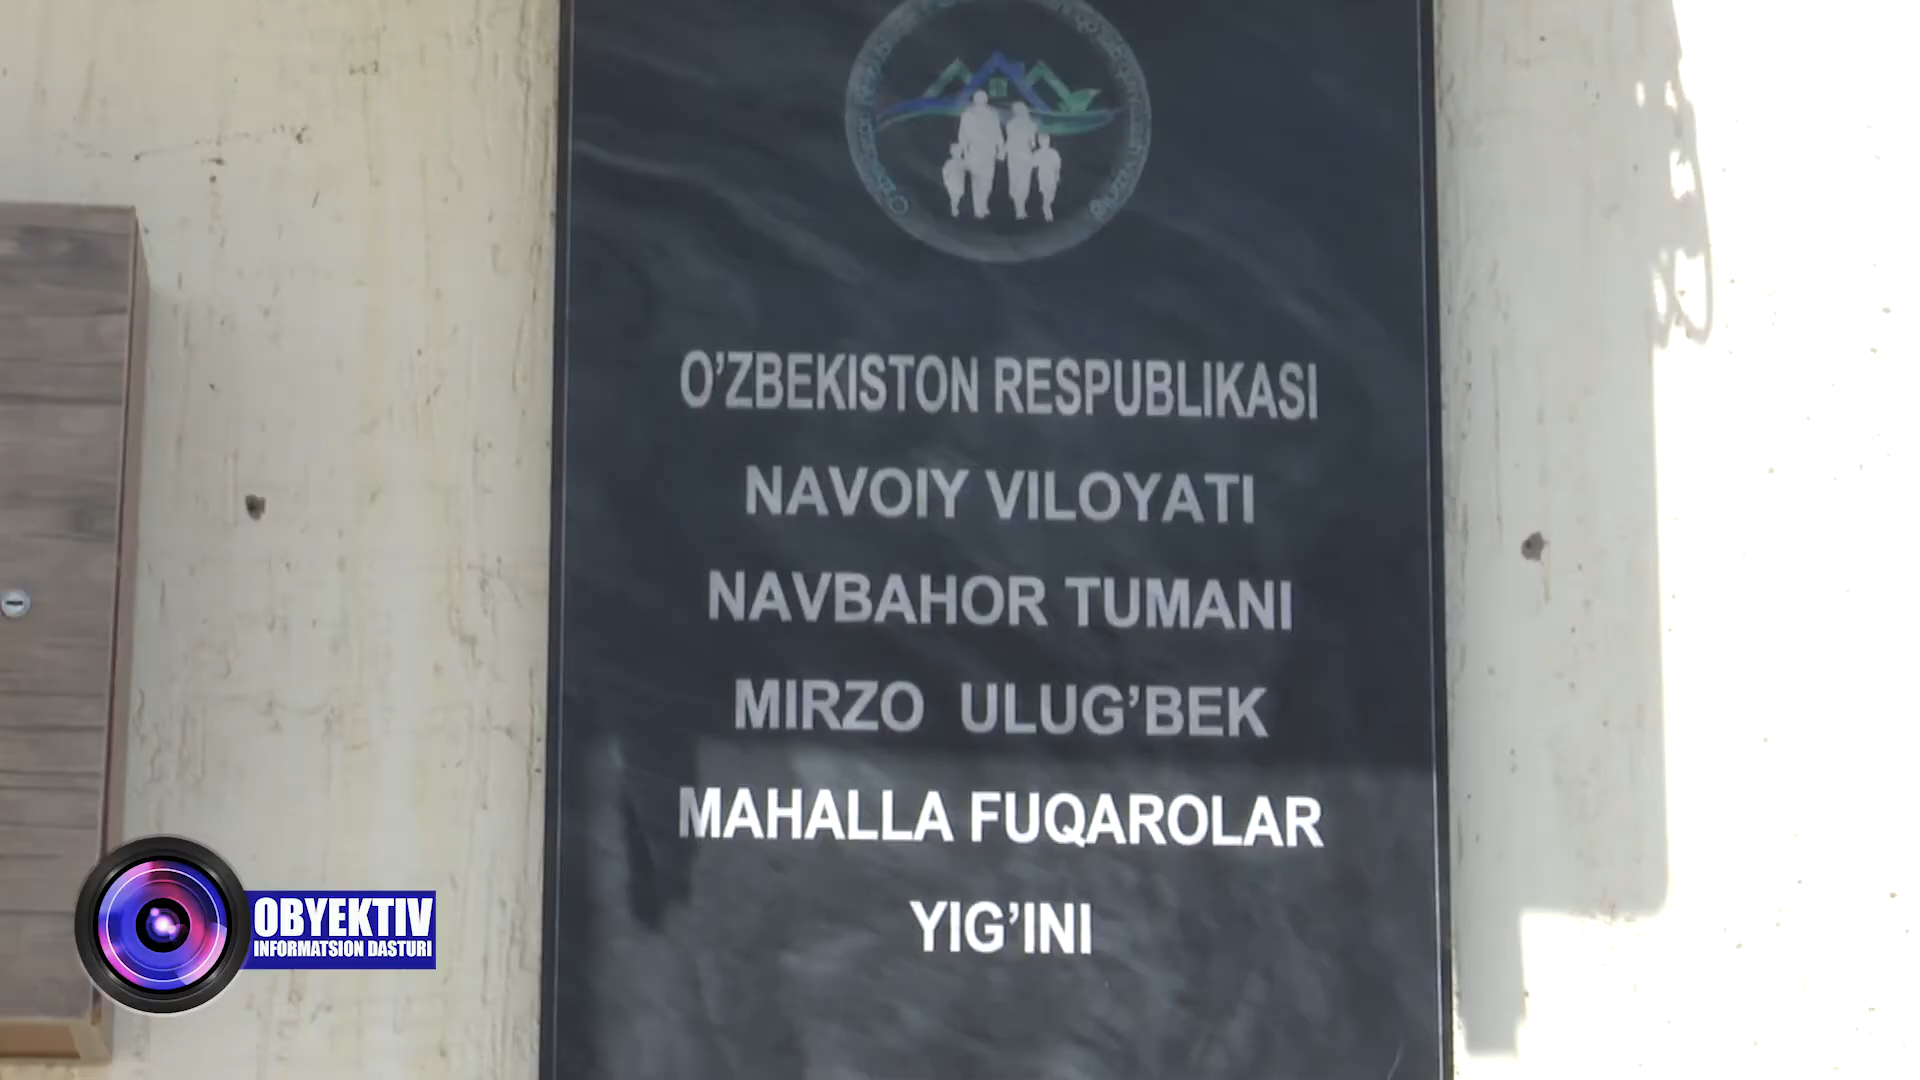 O'ZBEKISTON RESPUBLIKASI
NAVOIY VILOYATI
NAVBAHOR TUMANI
MIRZO ULUG'BEK
MAHALLA FUQAROLAR
YIG'INI
OBYEKTIV
INFORMATSION DASTURI